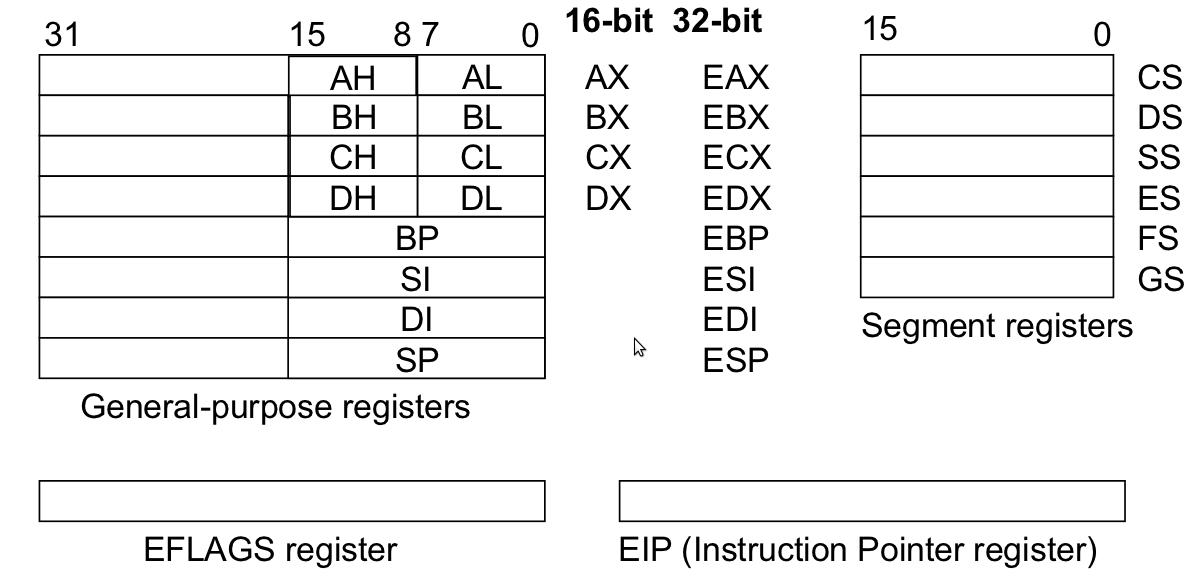 31 15 8 7 0 16-bit 32-bit 15 0
AH AL AX EAX CS
BH BL BX EBX DS
CH CL CX ECX SS
DH DL DX EDX ES
BP EBP FS
SI ESI GS
DI EDI Segment registers
SP ESP
General-purpose registers
EFLAGS register EIP (Instruction Pointer register)